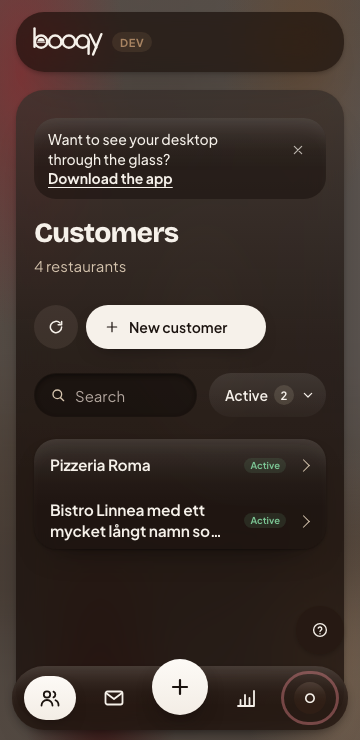 booqy DEV
Want to see your desktop
through the glass?
Download the app
Customers
4 restaurants
New customer
Search
Active 2
Pizzeria Roma Active
Bistro Linnea med ett
mycket långt namn so... Active